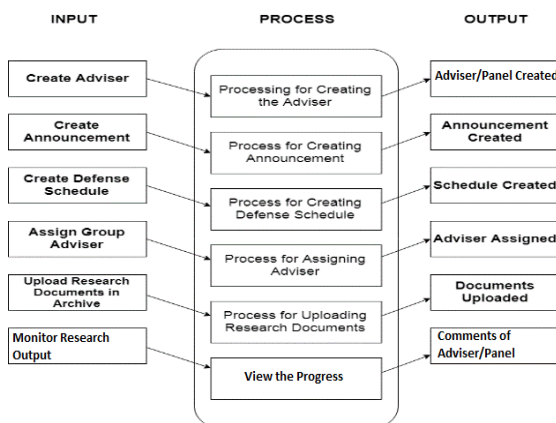 INPUT
PROCESS
OUTPUT
Create Adviser
Processing for Creating
the Adviser
Adviser/Panel Created
Create
Announcement
Process for Creating
Announcement
Announcement
Created
Create Defense
Schedule
Process for Creating
Defense Schedule
Schedule Created
Assign Group
Adviser
Process for Assigning
Adviser
Adviser Assigned
Upload Research
Documents in
Archive
Process for Uploading
Research Documents
Documents
Uploaded
Monitor Research
Output
View the Progress
Comments of
Adviser/Panel